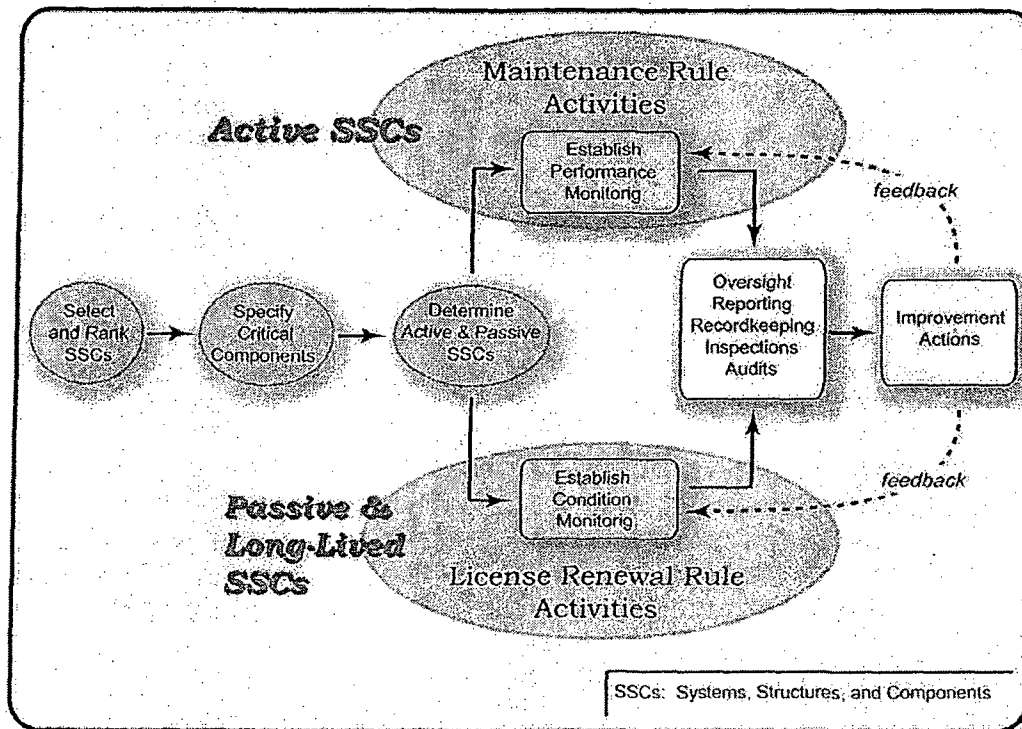 Maintenance Rule
Activities
Active SSCs
Establish
Performance
Monitorig
feedback
Select
and Rank
SSCs
Specify
Critical
Components
Determine
Active & Passive
SSCs
Oversight
Reporting
Recordkeeping
Inspections
Audits
Improvement
Actions
Establish
Condition
Monitorig
feedback
Passive &
Long-Lived
SSCs
License Renewal Rule
Activities
SSCs: Systems, Structures, and Components